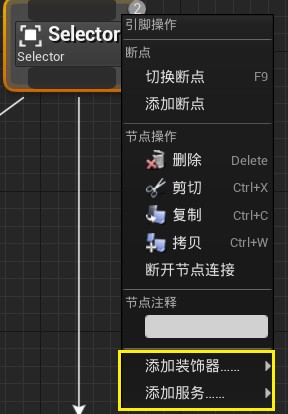 2
Selector
Selector
引脚操作
断点
切换断点 F9
添加断点
节点操作
删除 Delete
剪切 Ctrl+X
复制 Ctrl+C
拷贝 Ctrl+W
断开节点连接
节点注释
添加装饰器......
添加服务......